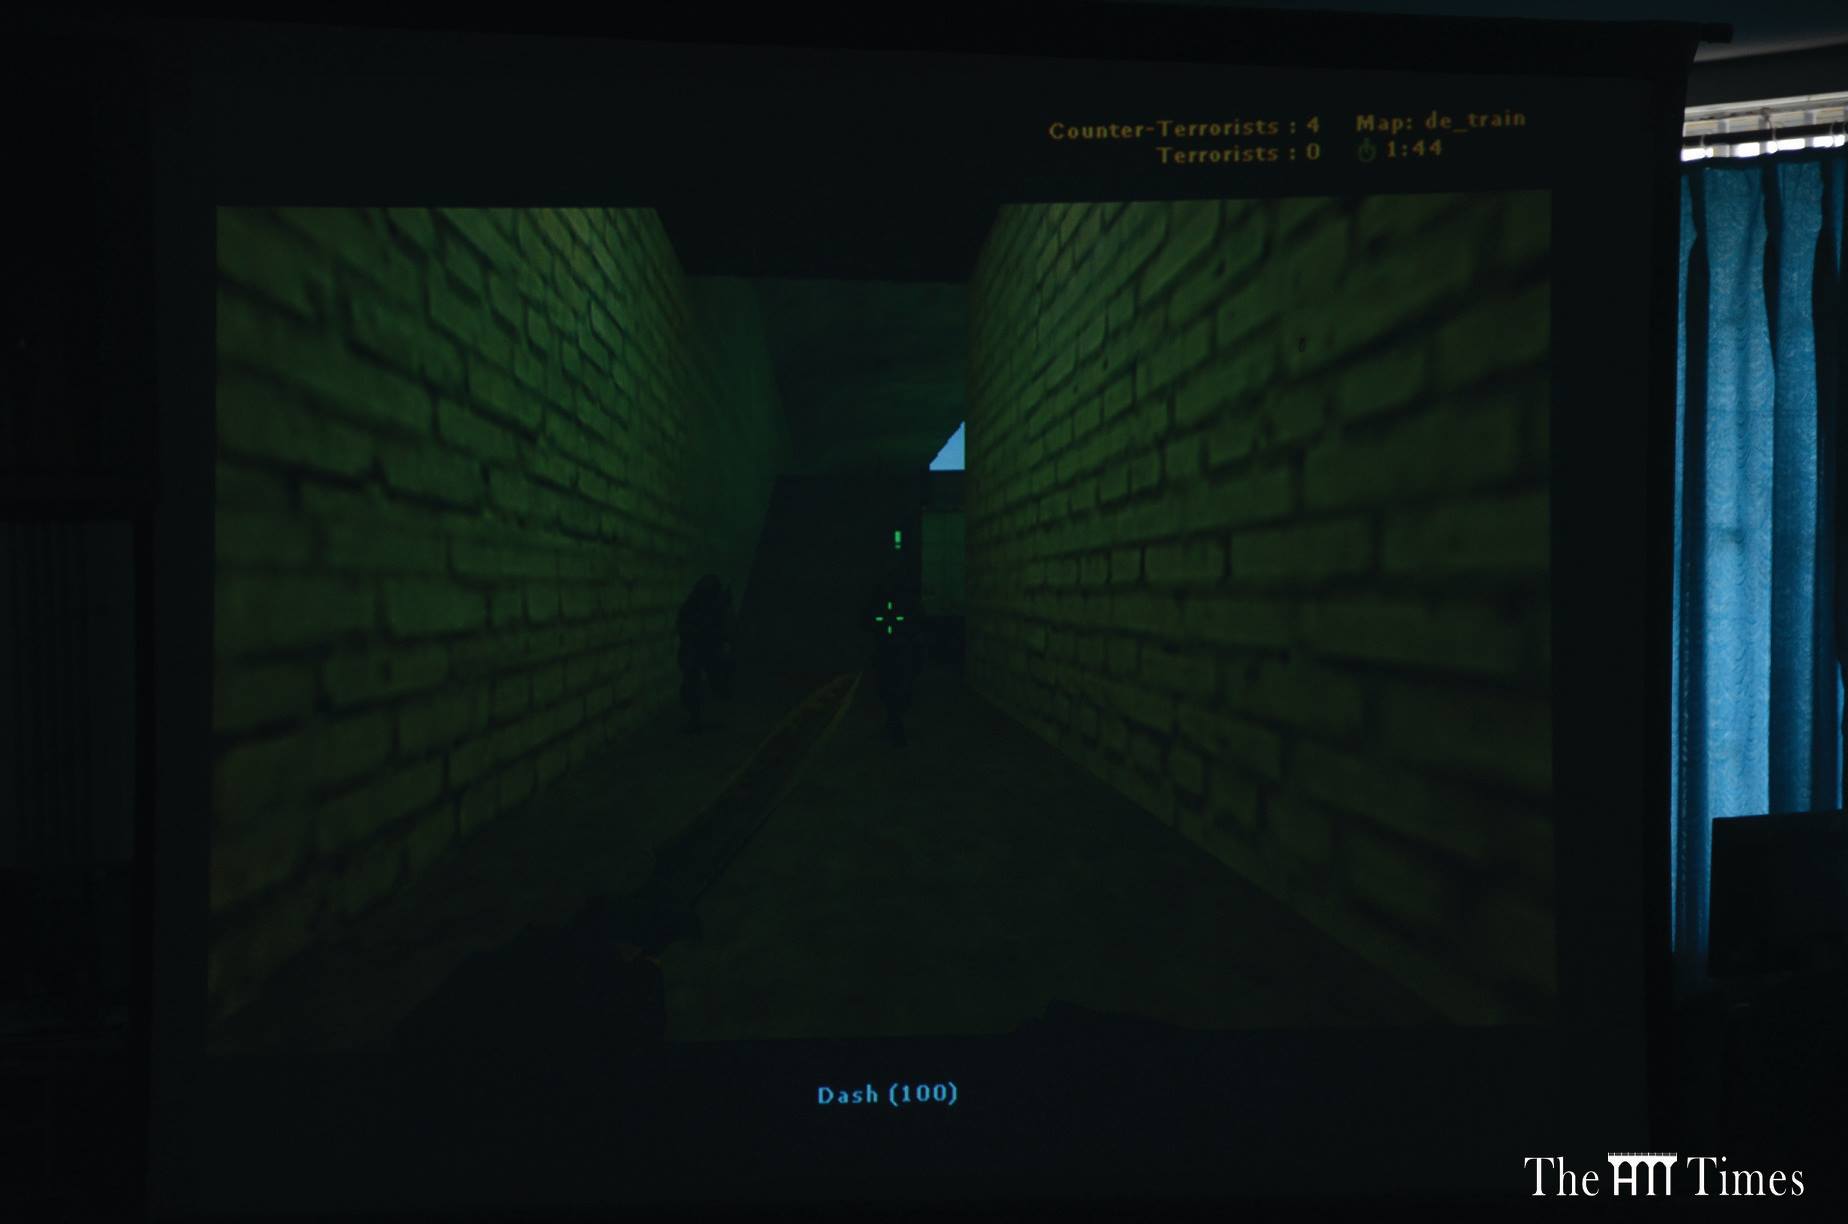 Counter-Terrorists : 4 Map: de_train
Terrorists : 0 1:44
Dash (100)
The Times